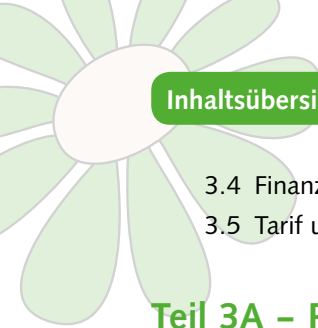 Inhaltsübersi
3.4 Finanz
3.5 Tarif u
Teil 3A –